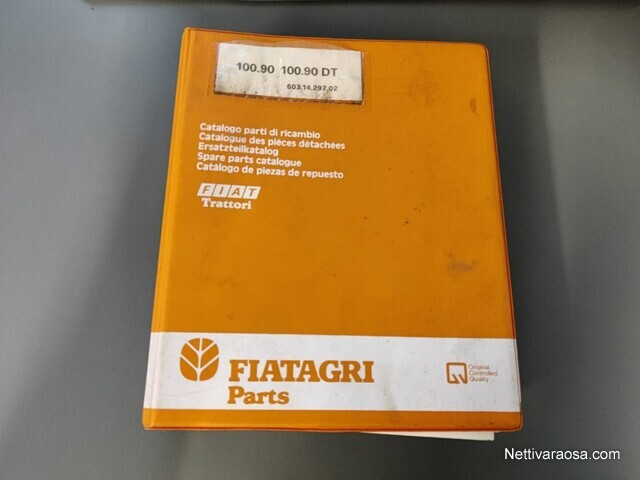 100.90 100.90 DT
603.14.297.02
Catalogo parti di ricambio
Catalogue des pièces détachées
Ersatzteilkatalog
Spare parts catalogue
Catálogo de piezas de repuesto
FIAT
Trattori
FIATAGRI
Parts
Original
Controlled
Quality
Nettivaraosa.com